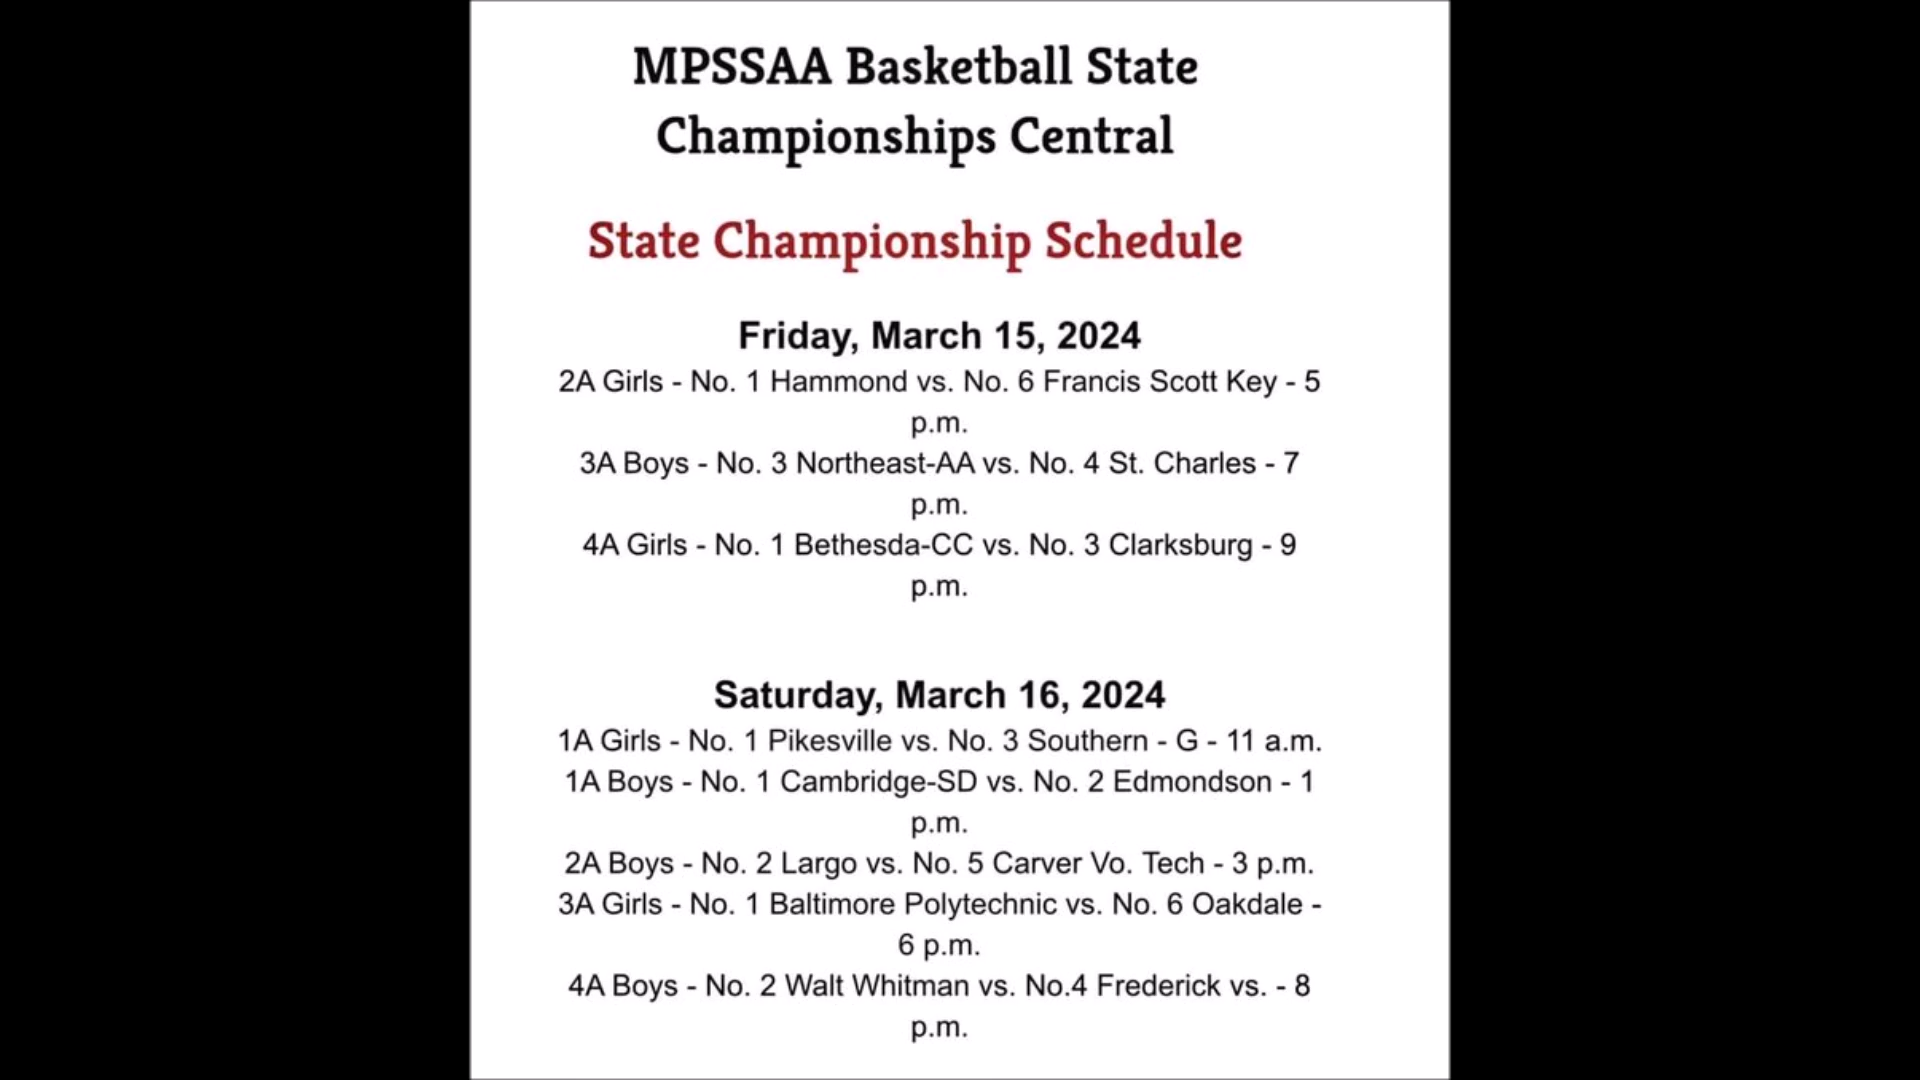 MPSSAA Basketball State
Championships Central
State Championship Schedule
Friday, March 15, 2024
2A Girls - No. 1 Hammond vs. No. 6 Francis Scott Key - 5
p.m.
3A Boys - No. 3 Northeast-AA vs. No. 4 St. Charles - 7
p.m.
4A Girls - No. 1 Bethesda-CC vs. No. 3 Clarksburg - 9
p.m.
Saturday, March 16, 2024
1A Girls - No. 1 Pikesville vs. No. 3 Southern - G - 11 a.m.
1A Boys - No. 1 Cambridge-SD vs. No. 2 Edmondson - 1
p.m.
2A Boys - No. 2 Largo vs. No. 5 Carver Vo. Tech - 3 p.m.
3A Girls - No. 1 Baltimore Polytechnic vs. No. 6 Oakdale -
6 p.m.
4A Boys - No. 2 Walt Whitman vs. No.4 Frederick vs. - 8
p.m.